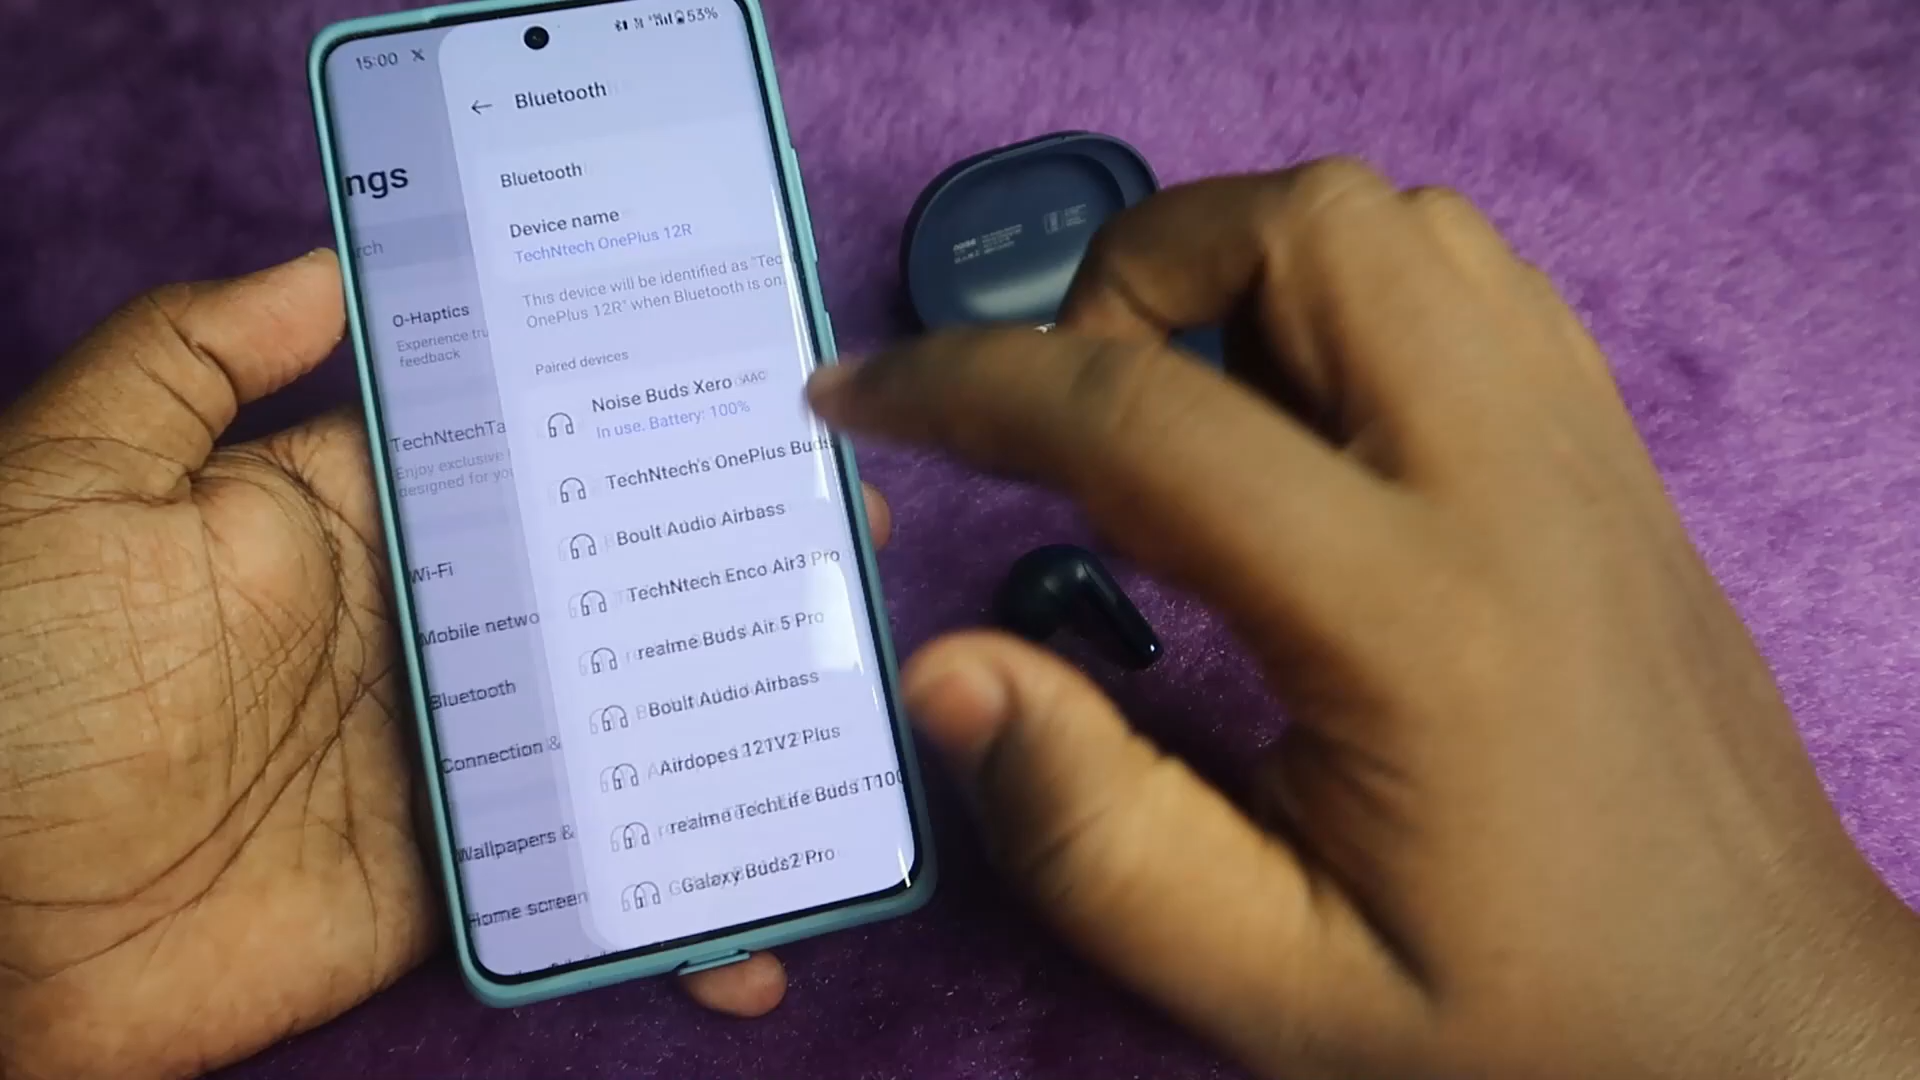 15:00
53%
ngs
rch
O-Haptics
Experience tru
feedback
TechNtechTa
Enjoy exclusive
designed for yo
Wi-Fi
Mobile netwo
Bluetooth
Connection &
Wallpapers &
Home screen
Bluetooth
Bluetooth
Device name
TechNtech OnePlus 12R
This device will be identified as "Tec
OnePlus 12R" when Bluetooth is on.
Paired devices
Noise Buds Xero AAC
In use. Battery: 100%
TechNtech's OnePlus Buds
Boult Audio Airbass
TechNtech Enco Air3 Pro
realme Buds Air 5 Pro
Boult Audio Airbass
Airdopes 121V2 Plus
realme TechLife Buds T100
Galaxy Buds2 Pro
noise